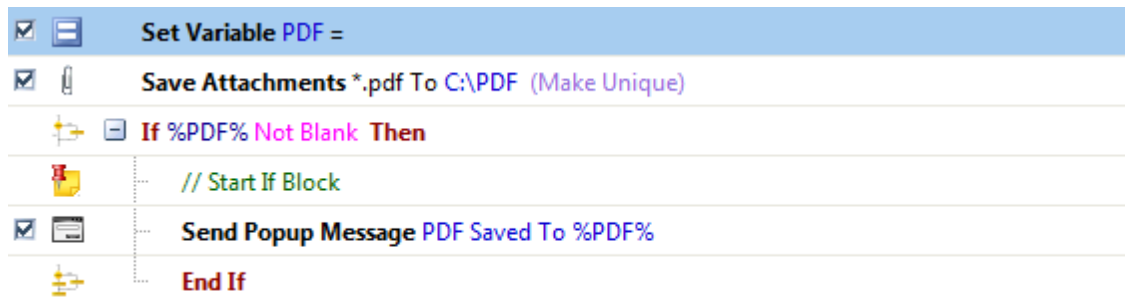 Set Variable PDF =
Save Attachments *.pdf To C:\PDF (Make Unique)
If %PDF% Not Blank Then
// Start If Block
Send Popup Message PDF Saved To %PDF%
End If